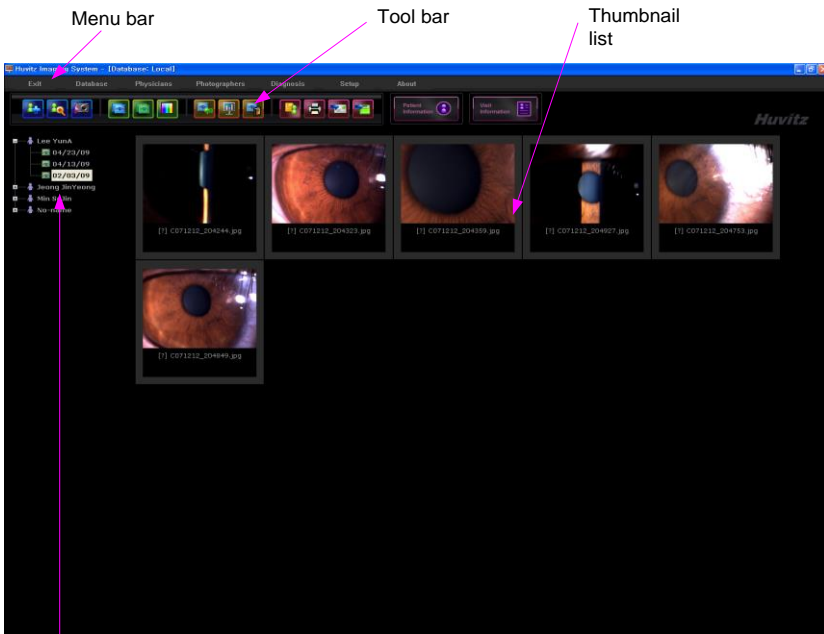 Menu bar
Tool bar
Thumbnail
list
Huvitz Imaging System - [Database: Local]
Exit Database Physicians Photographers Diagnosis Setup About
Patient
Information
Visit
Information
Huvitz
Lee YunA
04/23/09
04/13/09
02/03/09
Jeong JinYeong
Min
No-name
[?] C071212_204244.jpg [?] C071212_204323.jpg [?] C071212_204359.jpg [?] C071212_204927.jpg [?] C071212_204753.jpg
[?] C071212_204849.jpg